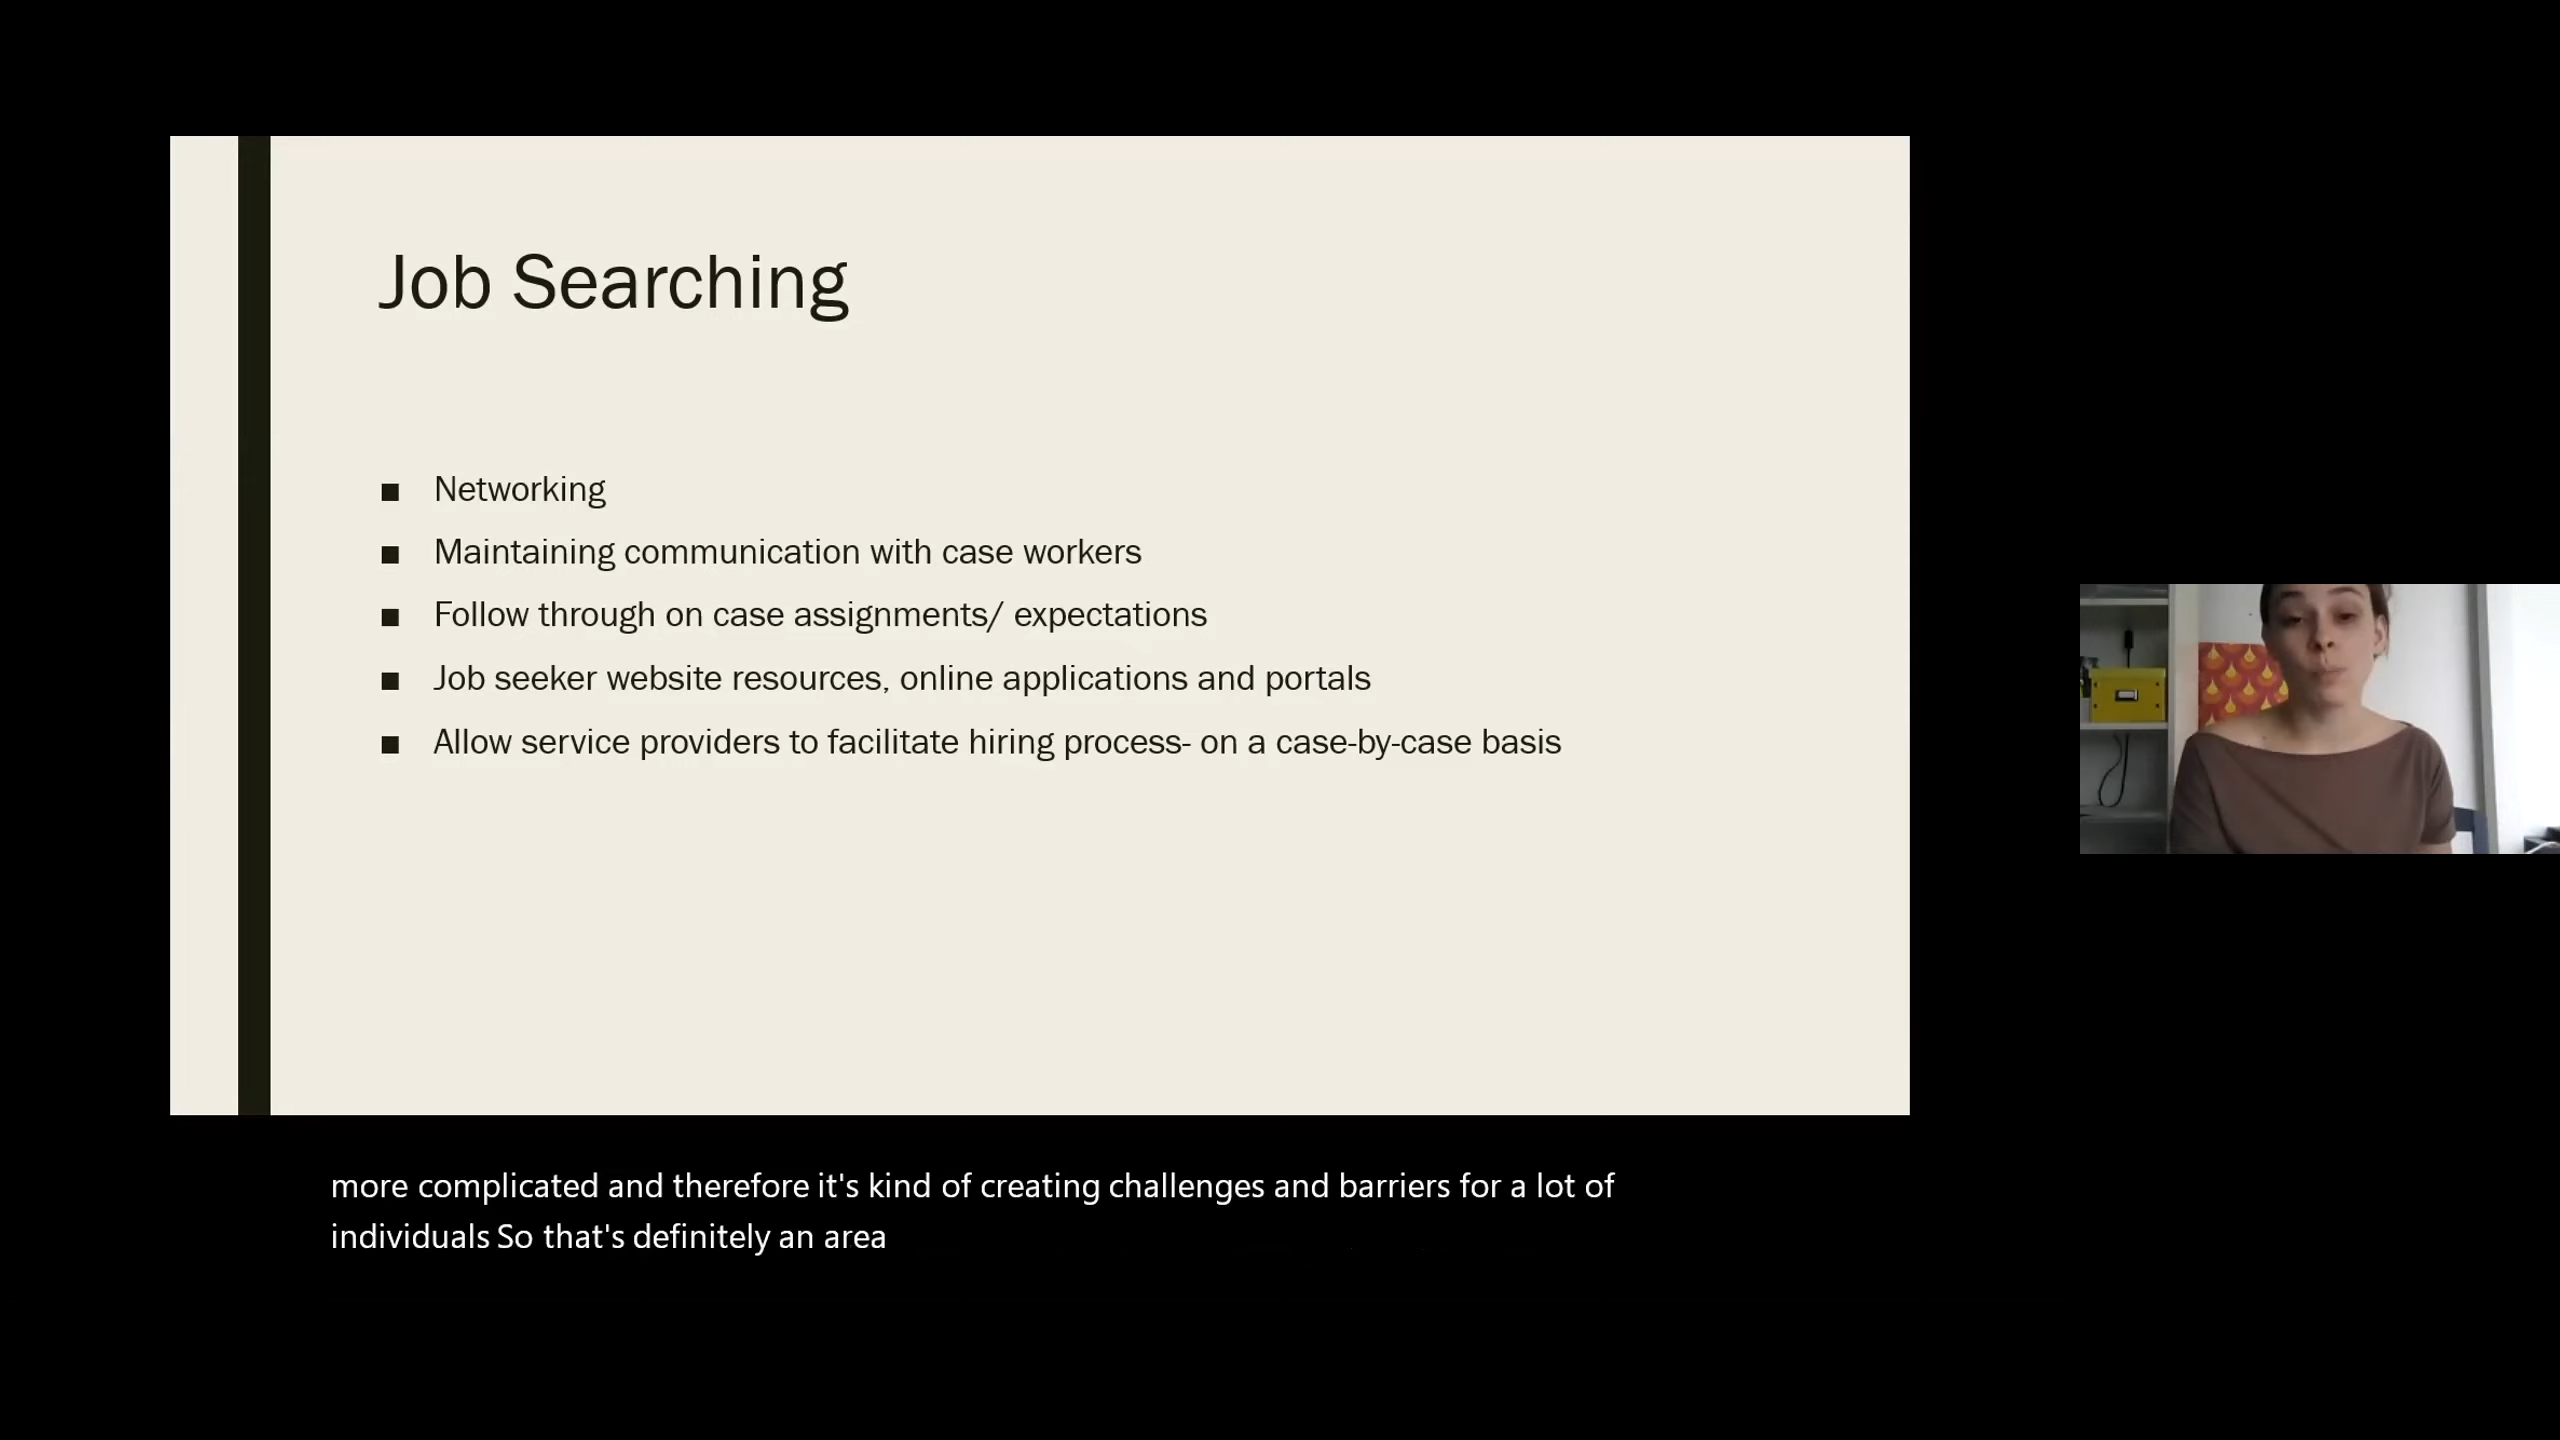 Job Searching
■ Networking
■ Maintaining communication with case workers
■ Follow through on case assignments/ expectations
■ Job seeker website resources, online applications and portals
■ Allow service providers to facilitate hiring process- on a case-by-case basis
more complicated and therefore it's kind of creating challenges and barriers for a lot of
individuals So that's definitely an area